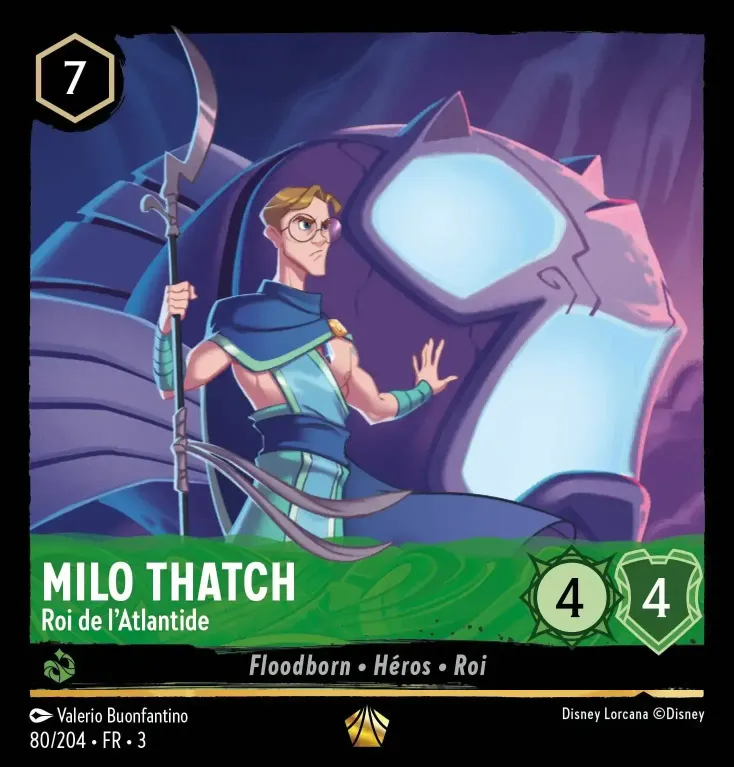 7
MILO THATCH
Roi de l'Atlantide
4
4
Floodborn • Héros • Roi
Valerio Buonfantino
Disney Lorcana ©Disney
80/204 • FR • 3